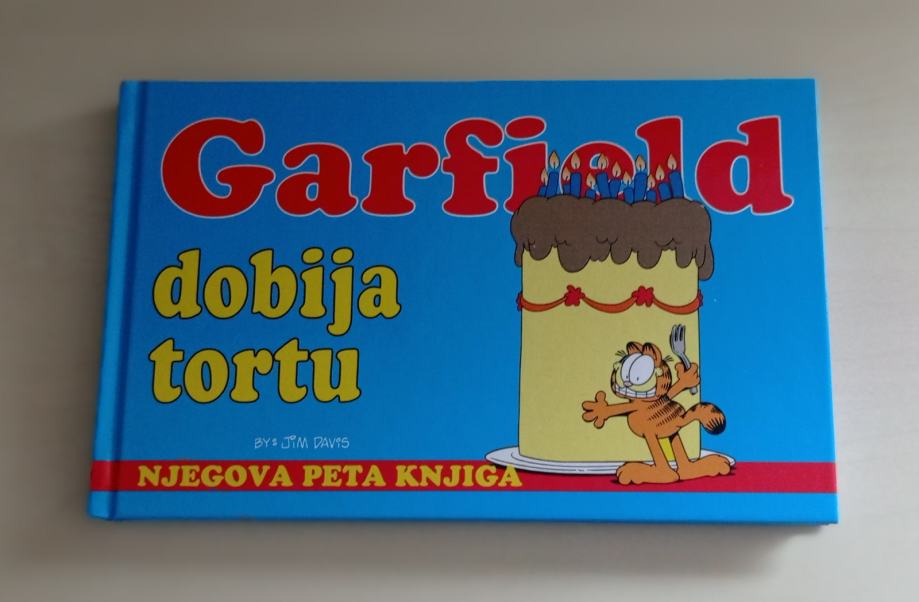 Garfield
dobija
tortu
BY: JIM DAVIS
NJEGOVA PETA KNJIGA